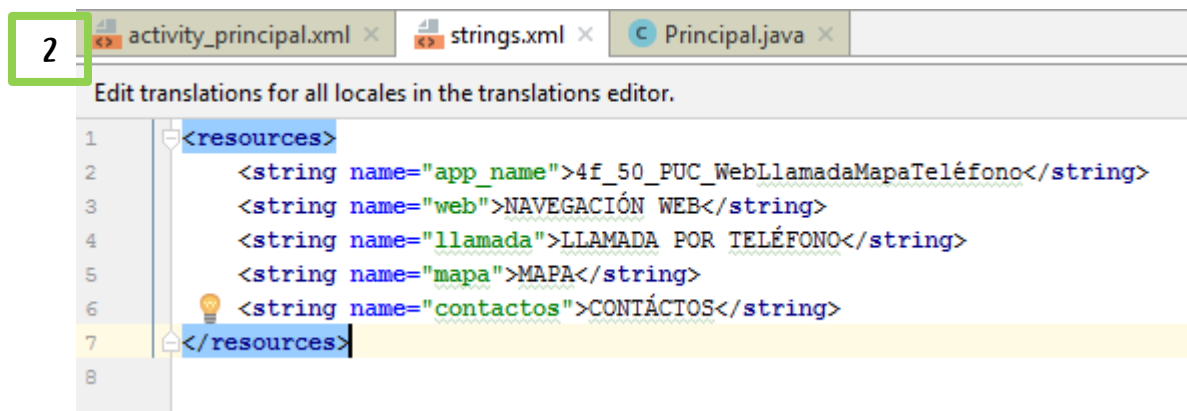 2
activity_principal.xml × strings.xml × C Principal.java ×
Edit translations for all locales in the translations editor.
1 <resources>
2 <string name="app_name">4f_50_PUC_WebLlamadaMapaTeléfono</string>
3 <string name="web">NAVEGACIÓN WEB</string>
4 <string name="llamada">LLAMADA POR TELÉFONO</string>
5 <string name="mapa">MAPA</string>
6 <string name="contactos">CONTÁCTOS</string>
7 </resources>
8